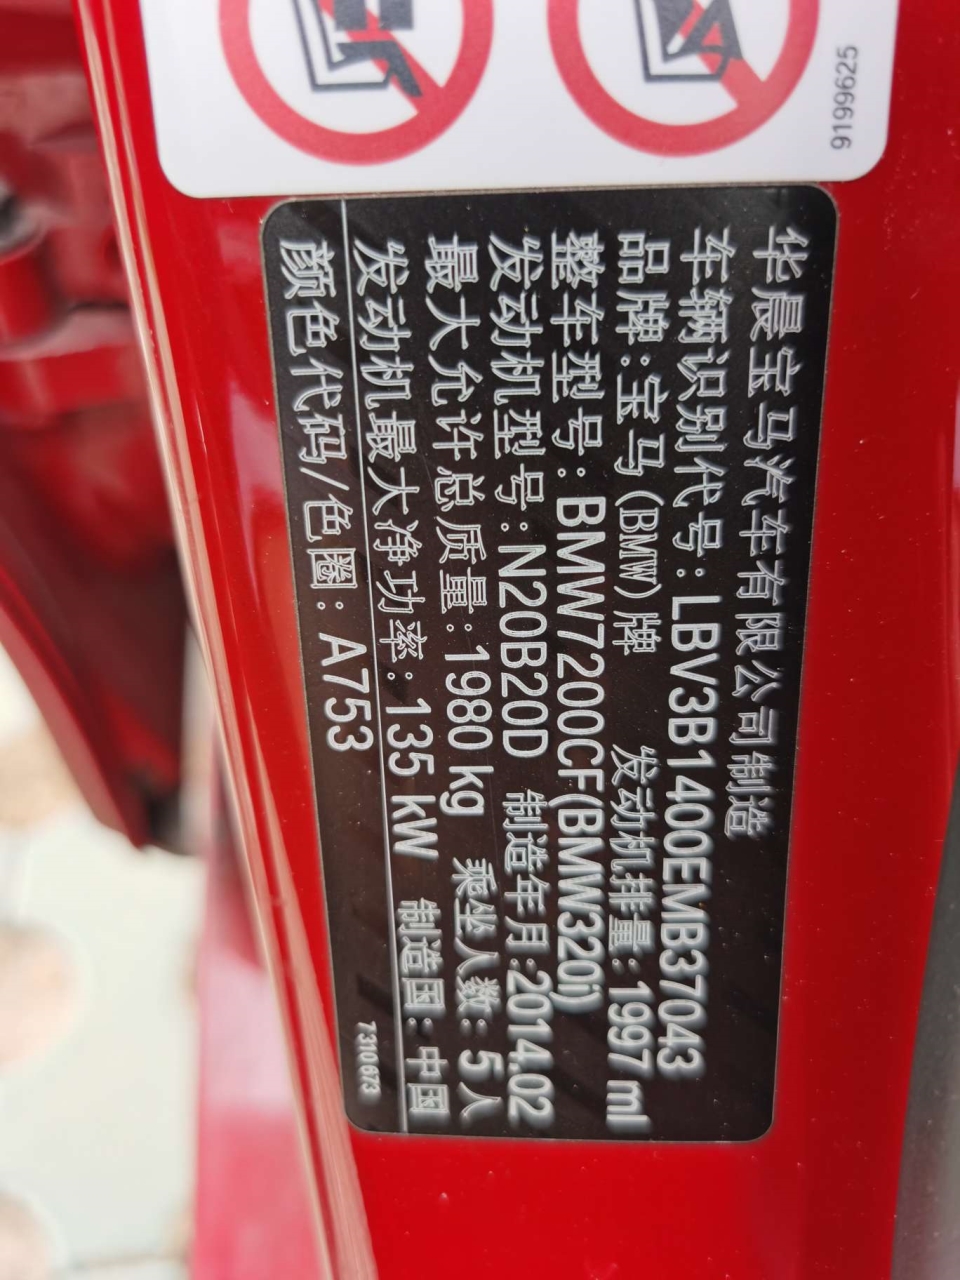 9199625
华晨宝马汽车有限公司制造
车辆识别代号:LBV3B1400EMB37043
品牌:宝马(BMW)牌 发动机排量:1997 ml
整车型号:BMW7200CF(BMW320i)
发动机型号:N20B20D 制造年月:2014.02
最大允许总质量:1980 kg 乘坐人数:5人
发动机最大净功率:135 kW 制造国:中国
颜色代码/色圈:A753 7310673